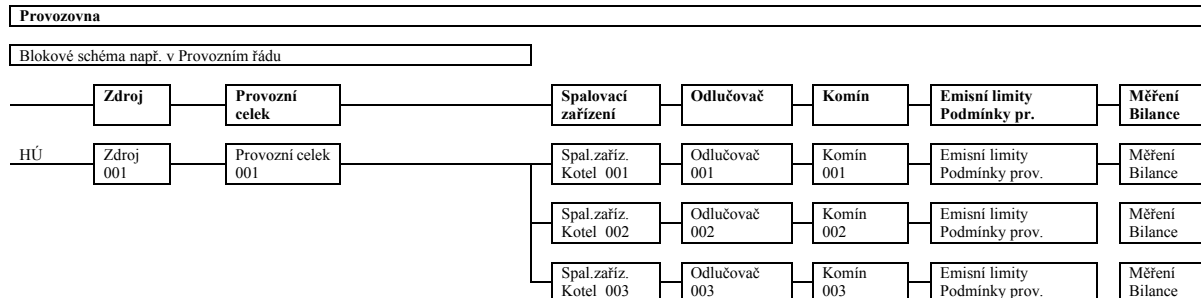 Provozovna
Blokové schéma např. v Provozním řádu
Zdroj
Provozní
celek
Spalovací
zařízení
Odlučovač
Komín
Emisní limity
Podmínky pr.
Měření
Bilance
HÚ
Zdroj
001
Provozní celek
001
Spal.zaříz.
Kotel 001
Odlučovač
001
Komín
001
Emisní limity
Podmínky prov.
Měření
Bilance
Spal.zaříz.
Kotel 002
Odlučovač
002
Komín
002
Emisní limity
Podmínky prov.
Měření
Bilance
Spal.zaříz.
Kotel 003
Odlučovač
003
Komín
003
Emisní limity
Podmínky prov.
Měření
Bilance